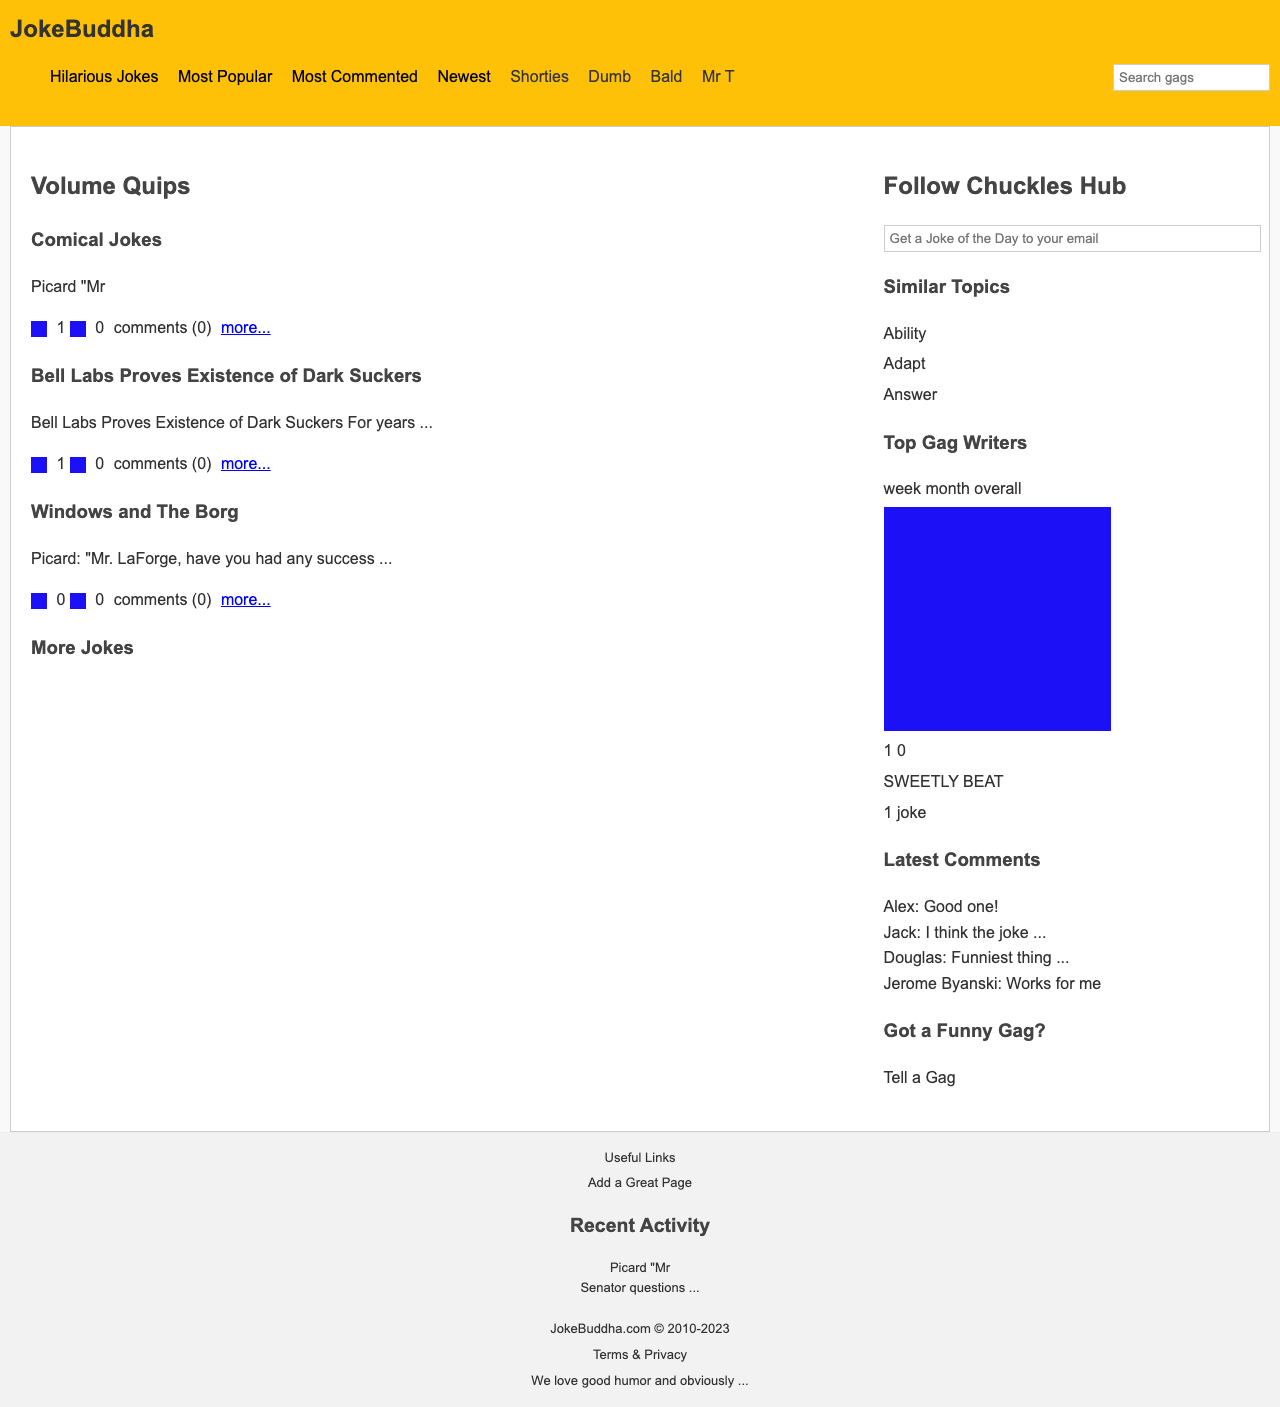 JokeBuddha
Hilarious Jokes Most Popular Most Commented Newest Shorties Dumb Bald Mr T
Search gags
Volume Quips
Comical Jokes
Picard "Mr
1 0 comments (0) more...
Bell Labs Proves Existence of Dark Suckers
Bell Labs Proves Existence of Dark Suckers For years ...
1 0 comments (0) more...
Windows and The Borg
Picard: "Mr. LaForge, have you had any success ...
0 0 comments (0) more...
More Jokes
Follow Chuckles Hub
Get a Joke of the Day to your email
Similar Topics
Ability
Adapt
Answer
Top Gag Writers
week month overall
1 0
SWEETLY BEAT
1 joke
Latest Comments
Alex: Good one!
Jack: I think the joke ...
Douglas: Funniest thing ...
Jerome Byanski: Works for me
Got a Funny Gag?
Tell a Gag
Useful Links
Add a Great Page
Recent Activity
Picard "Mr
Senator questions ...
JokeBuddha.com © 2010-2023
Terms & Privacy
We love good humor and obviously ...